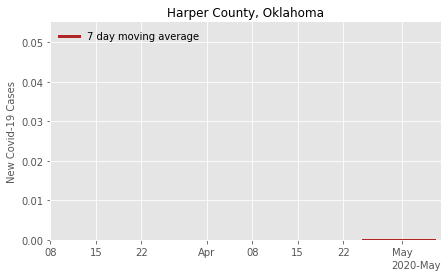 Harper County, Oklahoma
7 day moving average
New Covid-19 Cases
0.05
0.04
0.03
0.02
0.01
0.00
08 15 22 Apr 08 15 22 May
2020-May